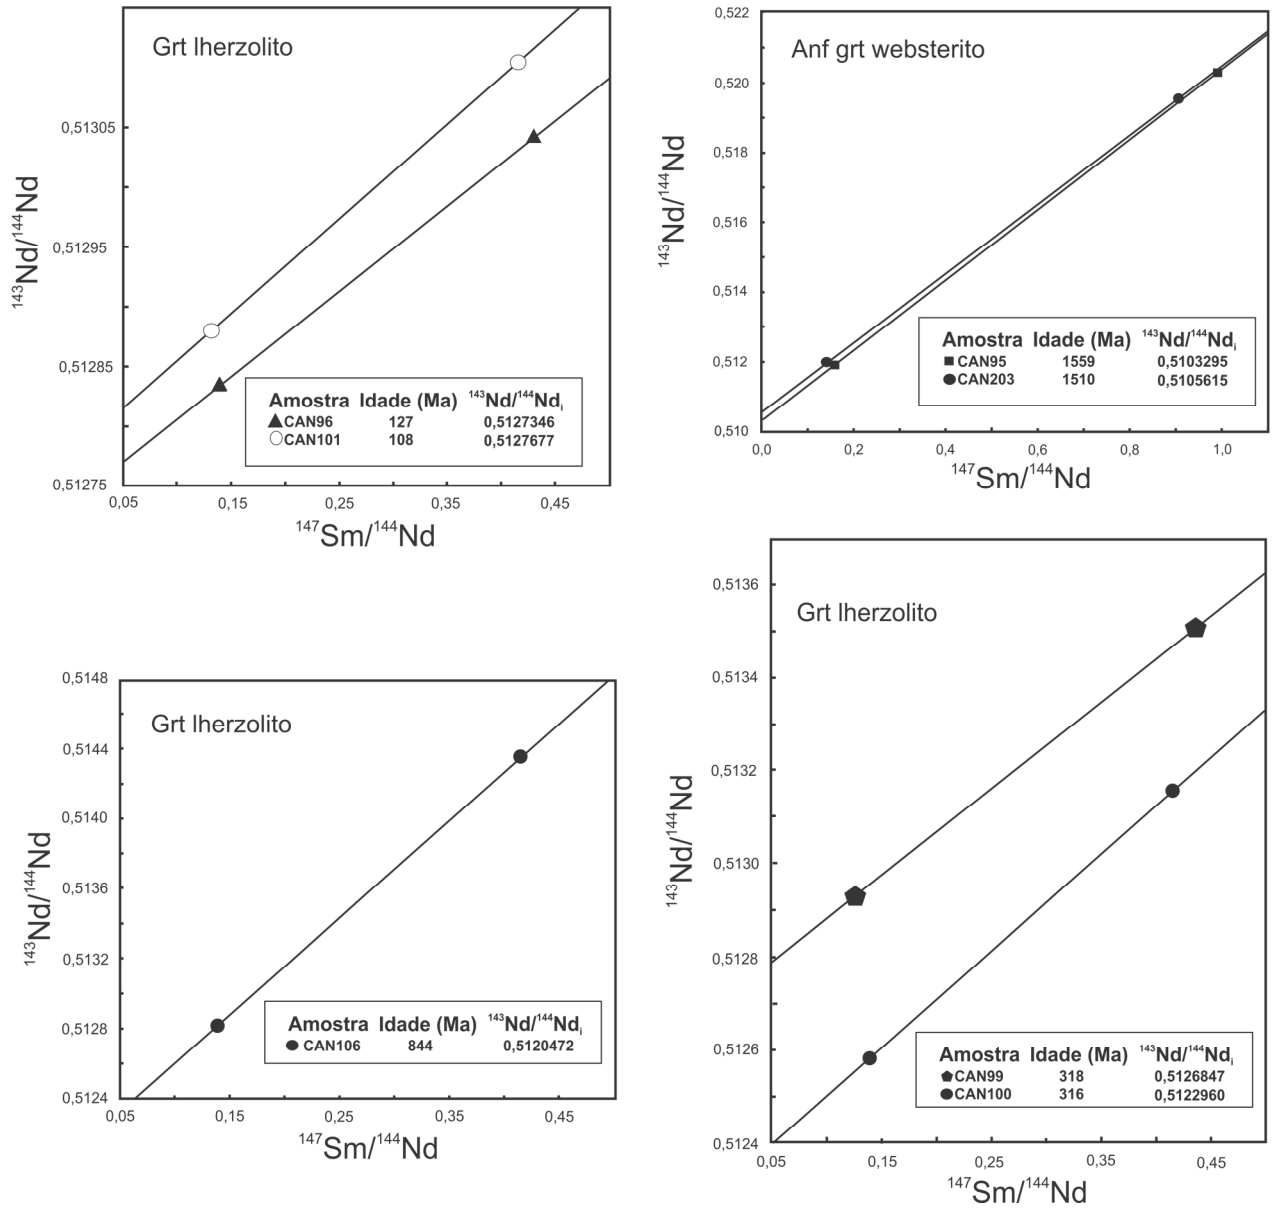 Grt lherzolito
0,51305
0,51295
0,51285
0,51275
143Nd/144Nd
Amostra Idade (Ma) 143Nd/144Ndi
CAN96 127 0,5127346
CAN101 108 0,5127677
0,05 0,15 0,25 0,35 0,45
147Sm/144Nd
Anf grt websterito
0,522
0,520
0,518
0,516
0,514
0,512
0,510
143Nd/144Nd
Amostra Idade (Ma) 143Nd/144Ndi
CAN95 1559 0,5103295
CAN203 1510 0,5105615
0,0 0,2 0,4 0,6 0,8 1,0
147Sm/144Nd
Grt lherzolito
0,5148
0,5144
0,5140
0,5136
0,5132
0,5128
0,5124
143Nd/144Nd
Amostra Idade (Ma) 143Nd/144Ndi
CAN106 844 0,5120472
0,05 0,15 0,25 0,35 0,45
147Sm/144Nd
Grt lherzolito
0,5136
0,5134
0,5132
0,5130
0,5128
0,5126
0,5124
143Nd/144Nd
Amostra Idade (Ma) 143Nd/144Ndi
CAN99 318 0,5126847
CAN100 316 0,5122960
0,05 0,15 0,25 0,35 0,45
147Sm/144Nd